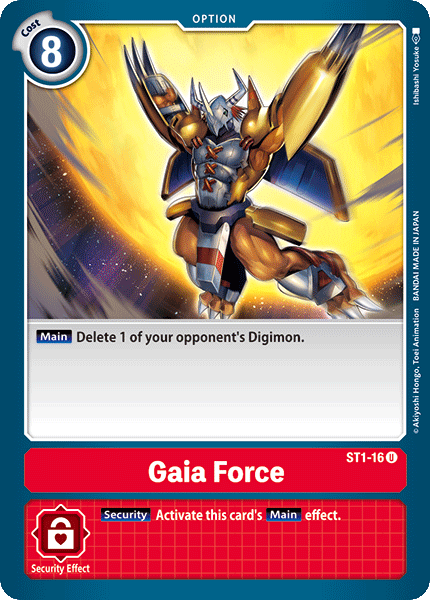 OPTION
Cost
8
Ishibashi Yosuke
©Akiyoshi Hongo, Toei Animation BANDAI MADE IN JAPAN
Main Delete 1 of your opponent's Digimon.
ST1-16 U
Gaia Force
Security Activate this card's Main effect.
Security Effect